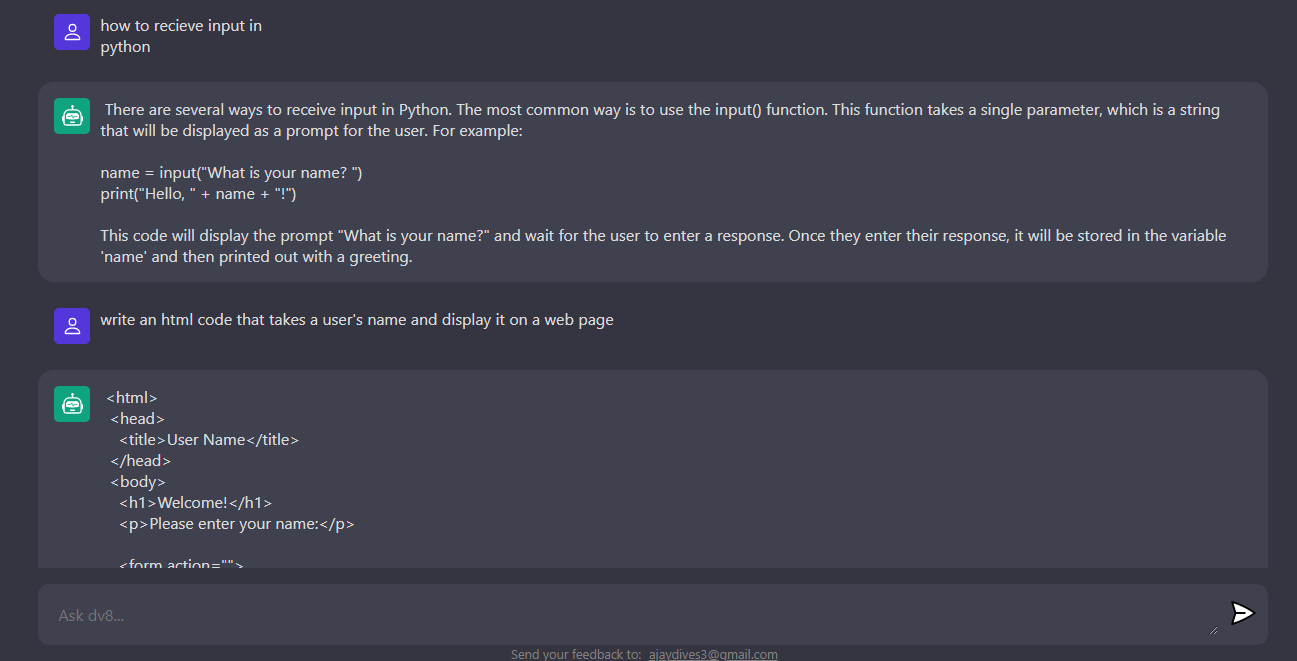 how to recieve input in
python
There are several ways to receive input in Python. The most common way is to use the input() function. This function takes a single parameter, which is a string
that will be displayed as a prompt for the user. For example:
name = input("What is your name? ")
print("Hello, " + name + "!")
This code will display the prompt "What is your name?" and wait for the user to enter a response. Once they enter their response, it will be stored in the variable
'name' and then printed out with a greeting.
write an html code that takes a user's name and display it on a web page
<html>
<head>
<title>User Name</title>
</head>
<body>
<h1>Welcome!</h1>
<p>Please enter your name:</p>
<form action="">
Ask dv8...
Send your feedback to: ajaydives3@gmail.com